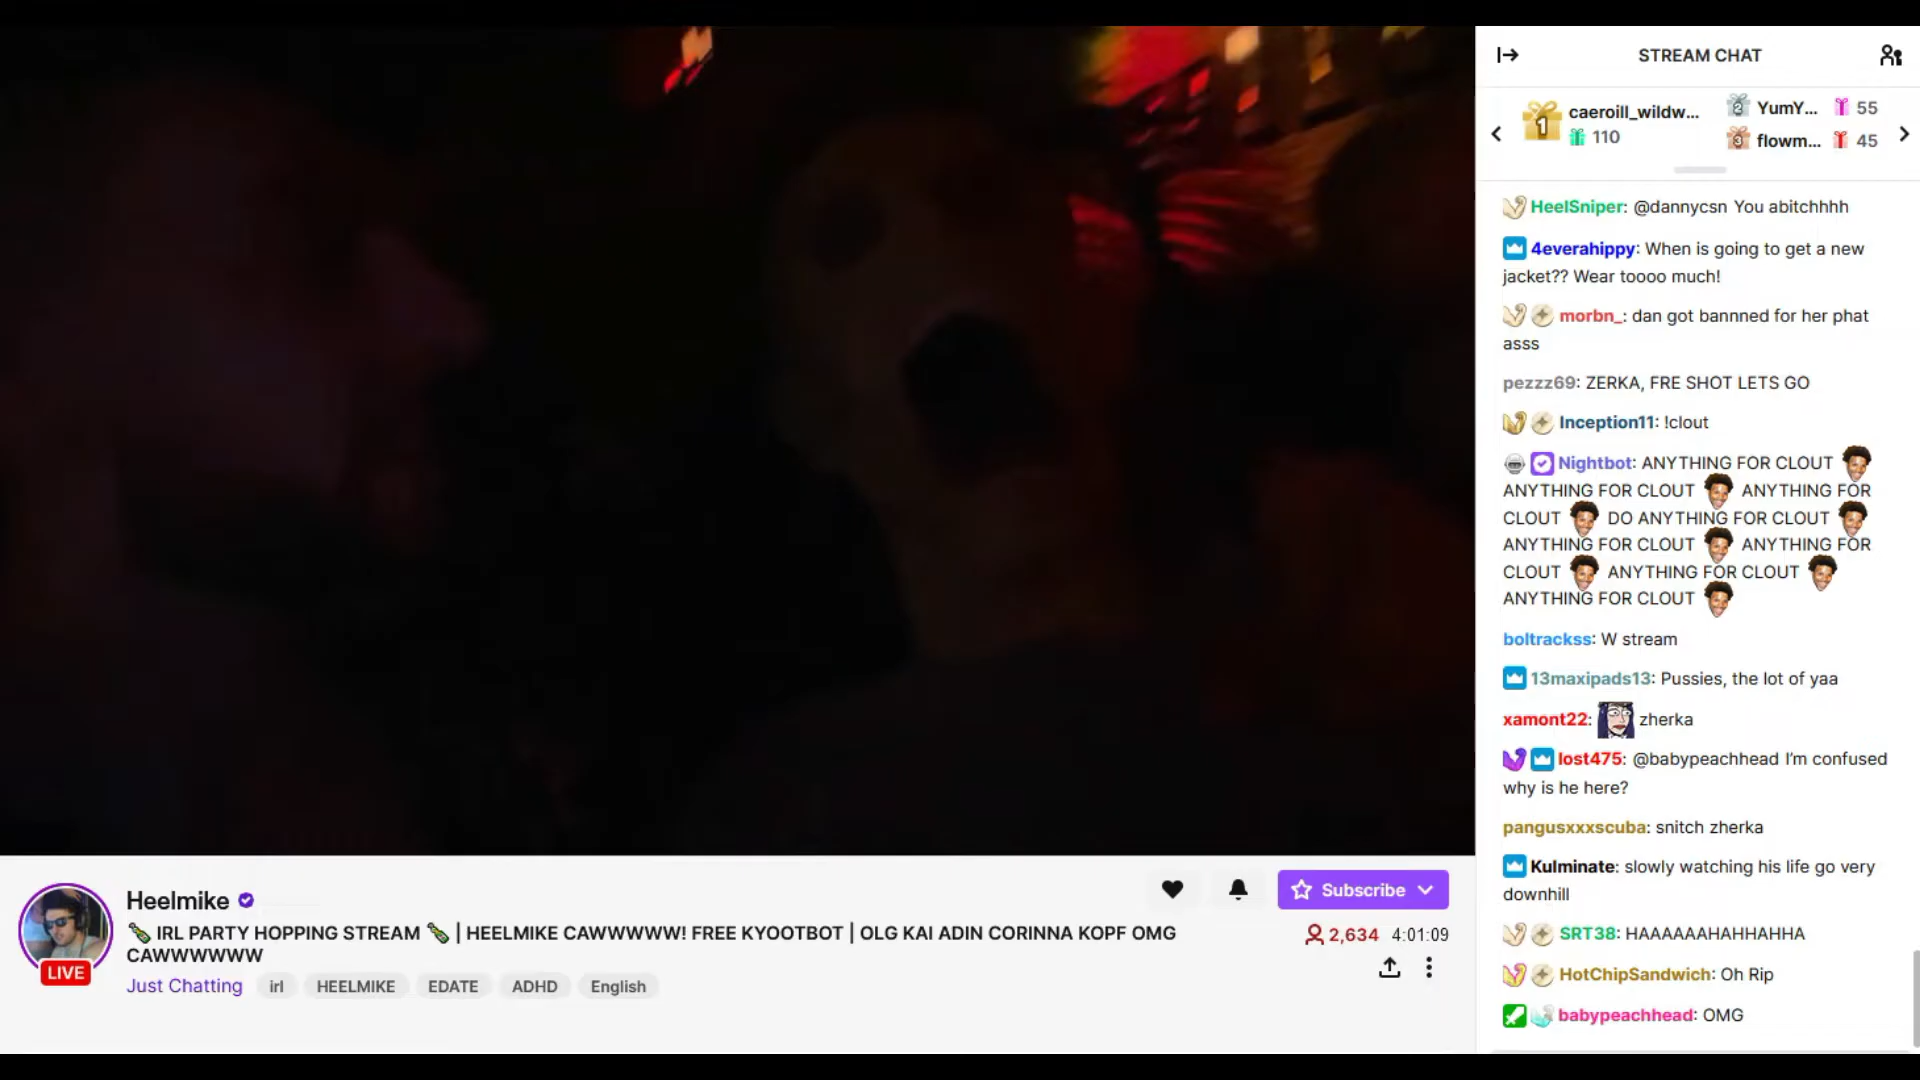 STREAM CHAT
1
caeroill_wildw...
110
2
YumY...
55
3
flowm...
45
HeelSniper: @dannycsn You abitchhhh
4everahippy: When is going to get a new
jacket?? Wear toooo much!
morbn_: dan got bannned for her phat
asss
pezzz69: ZERKA, FRE SHOT LETS GO
Inception11: !clout
Nightbot: ANYTHING FOR CLOUT
ANYTHING FOR CLOUT ANYTHING FOR
CLOUT DO ANYTHING FOR CLOUT
ANYTHING FOR CLOUT ANYTHING FOR
CLOUT ANYTHING FOR CLOUT
ANYTHING FOR CLOUT
boltrackss: W stream
13maxipads13: Pussies, the lot of yaa
xamont22: zherka
lost475: @babypeachhead I'm confused
why is he here?
pangusxxxscuba: snitch zherka
Kulminate: slowly watching his life go very
downhill
SRT38: HAAAAAAHAHHAHHA
HotChipSandwich: Oh Rip
babypeachhead: OMG
Heelmike
Subscribe
IRL PARTY HOPPING STREAM | HEELMIKE CAWWWWW! FREE KYOOTBOT | OLG KAI ADIN CORINNA KOPF OMG
CAWWWWWW
2,634 4:01:09
LIVE
Just Chatting irl HEELMIKE EDATE ADHD English